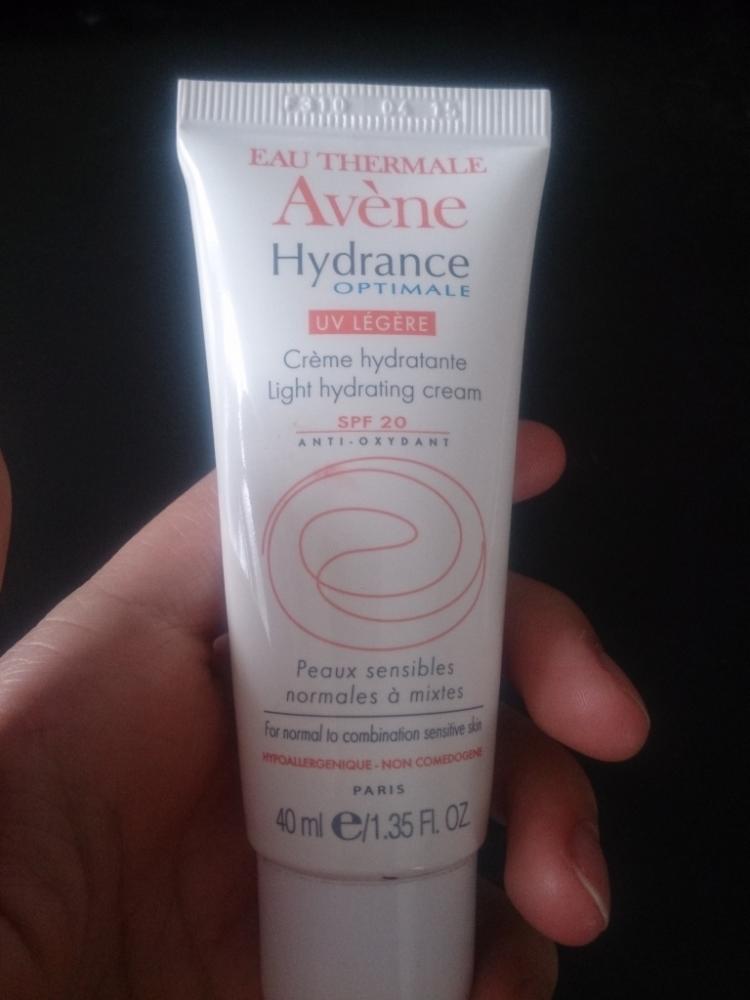 EAU THERMALE
Avène
Hydrance
OPTIMALE
UV LÉGÈRE
Crème hydratante
Light hydrating cream
SPF 20
ANTI-OXYDANT
Peaux sensibles
normales à mixtes
For normal to combination sensitive skin
HYPOALLERGENIQUE - NON COMEDOGENE
PARIS
40 ml e/1.35 Fl. OZ